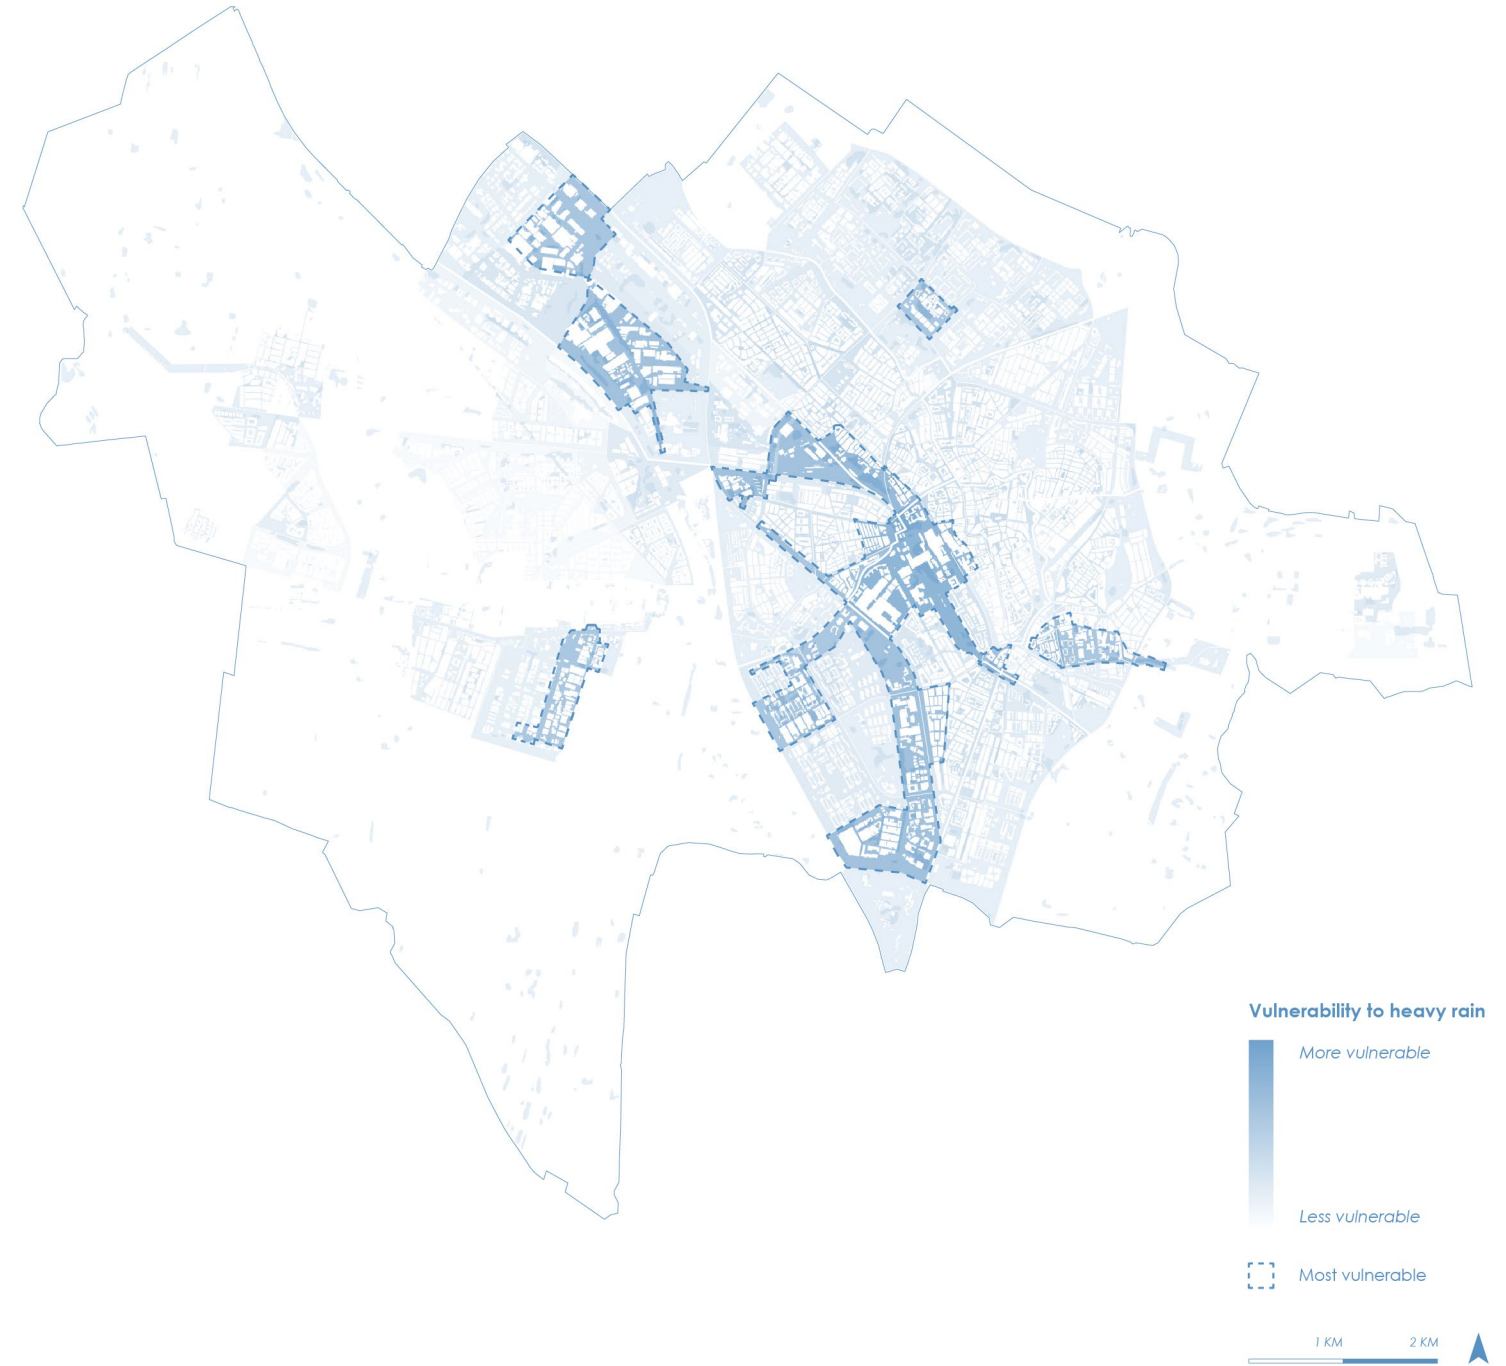 Vulnerability to heavy rain
More vulnerable
Less vulnerable
Most vulnerable
1 KM 2 KM